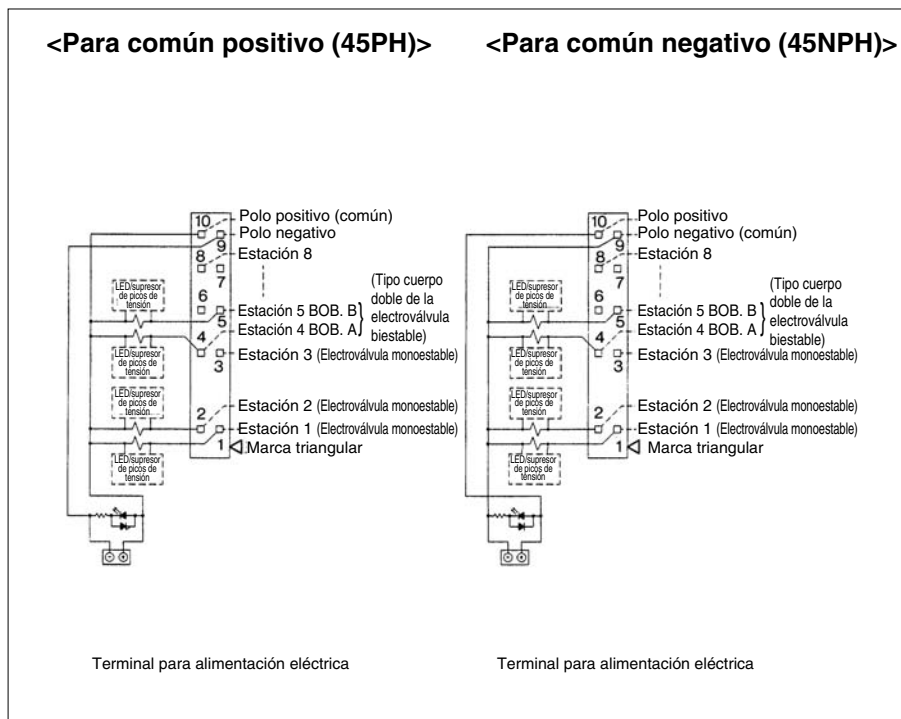 <Para común positivo (45PH)>
10
Polo positivo (común)
Polo negativo
9
8
Estación 8
7
LED/supresor
de picos de
tensión
6
(Tipo cuerpo
doble de la
electroválvula
biestable)
Estación 5 BOB. B
5
Estación 4 BOB. A
4
LED/supresor
de picos de
tensión
Estación 3 (Electroválvula monoestable)
3
LED/supresor
de picos de
tensión
2
Estación 2 (Electroválvula monoestable)
Estación 1 (Electroválvula monoestable)
1
Marca triangular
LED/supresor
de picos de
tensión
Terminal para alimentación eléctrica
<Para común negativo (45NPH)>
10
Polo positivo
Polo negativo (común)
9
8
Estación 8
7
LED/supresor
de picos de
tensión
6
(Tipo cuerpo
doble de la
electroválvula
biestable)
Estación 5 BOB. B
5
Estación 4 BOB. A
4
LED/supresor
de picos de
tensión
Estación 3 (Electroválvula monoestable)
3
LED/supresor
de picos de
tensión
2
Estación 2 (Electroválvula monoestable)
Estación 1 (Electroválvula monoestable)
1
Marca triangular
LED/supresor
de picos de
tensión
Terminal para alimentación eléctrica